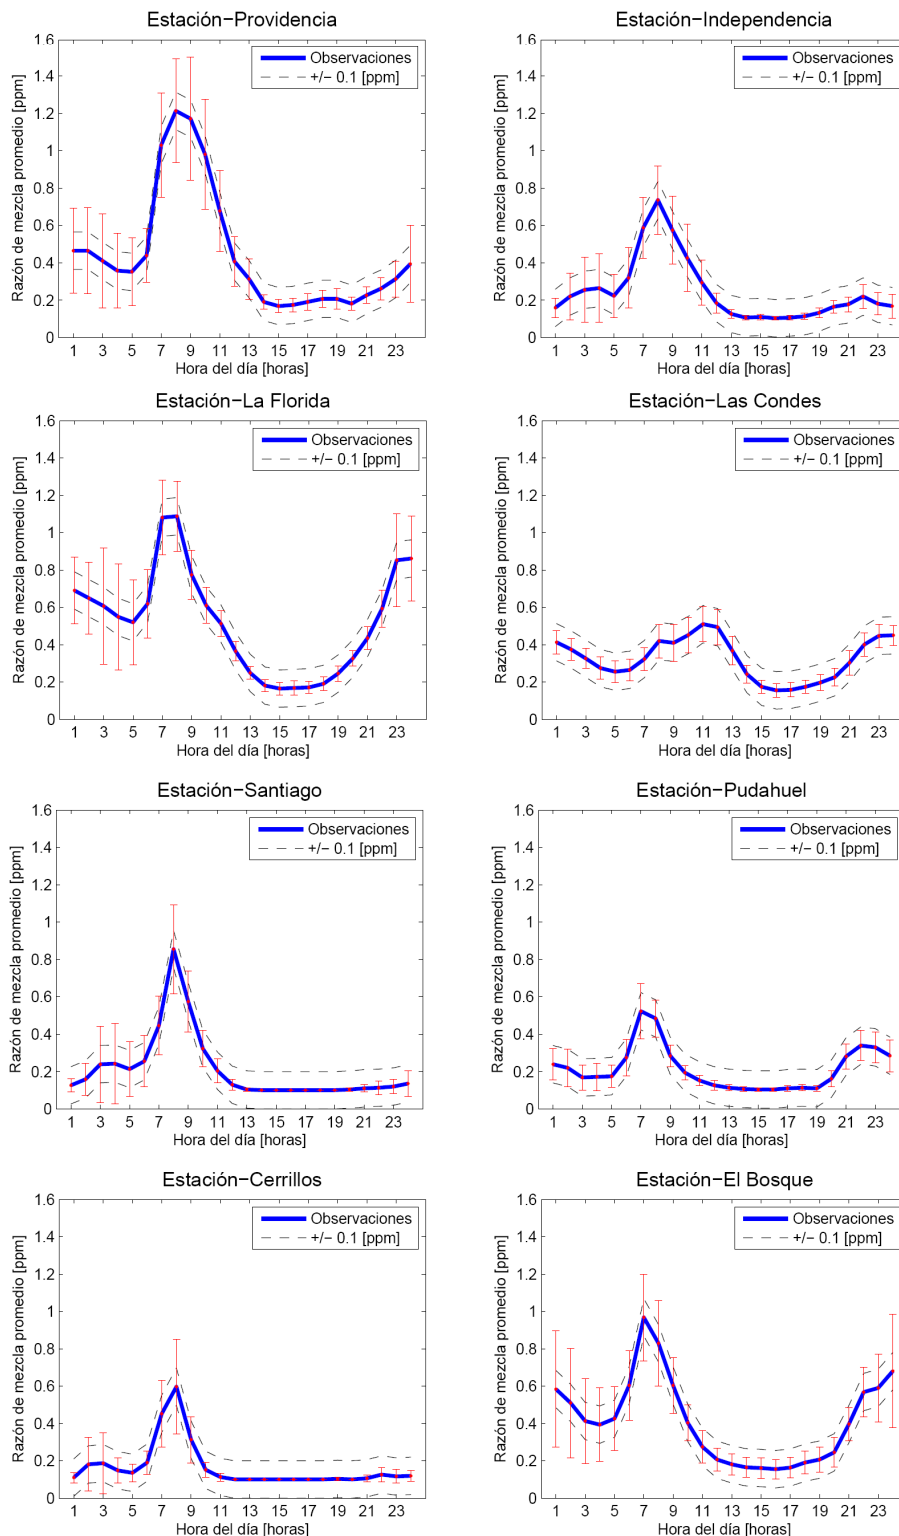 Estación−Providencia
Razón de mezcla promedio [ppm]
1.6
1.4
1.2
1
0.8
0.6
0.4
0.2
0
Observaciones
+/− 0.1 [ppm]
1 3 5 7 9 11 13 15 17 19 21 23
Hora del día [horas]
Estación−Independencia
Razón de mezcla promedio [ppm]
1.6
1.4
1.2
1
0.8
0.6
0.4
0.2
0
Observaciones
+/− 0.1 [ppm]
1 3 5 7 9 11 13 15 17 19 21 23
Hora del día [horas]
Estación−La Florida
Razón de mezcla promedio [ppm]
1.6
1.4
1.2
1
0.8
0.6
0.4
0.2
0
Observaciones
+/− 0.1 [ppm]
1 3 5 7 9 11 13 15 17 19 21 23
Hora del día [horas]
Estación−Las Condes
Razón de mezcla promedio [ppm]
1.6
1.4
1.2
1
0.8
0.6
0.4
0.2
0
Observaciones
+/− 0.1 [ppm]
1 3 5 7 9 11 13 15 17 19 21 23
Hora del día [horas]
Estación−Santiago
Razón de mezcla promedio [ppm]
1.6
1.4
1.2
1
0.8
0.6
0.4
0.2
0
Observaciones
+/− 0.1 [ppm]
1 3 5 7 9 11 13 15 17 19 21 23
Hora del día [horas]
Estación−Pudahuel
Razón de mezcla promedio [ppm]
1.6
1.4
1.2
1
0.8
0.6
0.4
0.2
0
Observaciones
+/− 0.1 [ppm]
1 3 5 7 9 11 13 15 17 19 21 23
Hora del día [horas]
Estación−Cerrillos
Razón de mezcla promedio [ppm]
1.6
1.4
1.2
1
0.8
0.6
0.4
0.2
0
Observaciones
+/− 0.1 [ppm]
1 3 5 7 9 11 13 15 17 19 21 23
Hora del día [horas]
Estación−El Bosque
Razón de mezcla promedio [ppm]
1.6
1.4
1.2
1
0.8
0.6
0.4
0.2
0
Observaciones
+/− 0.1 [ppm]
1 3 5 7 9 11 13 15 17 19 21 23
Hora del día [horas]